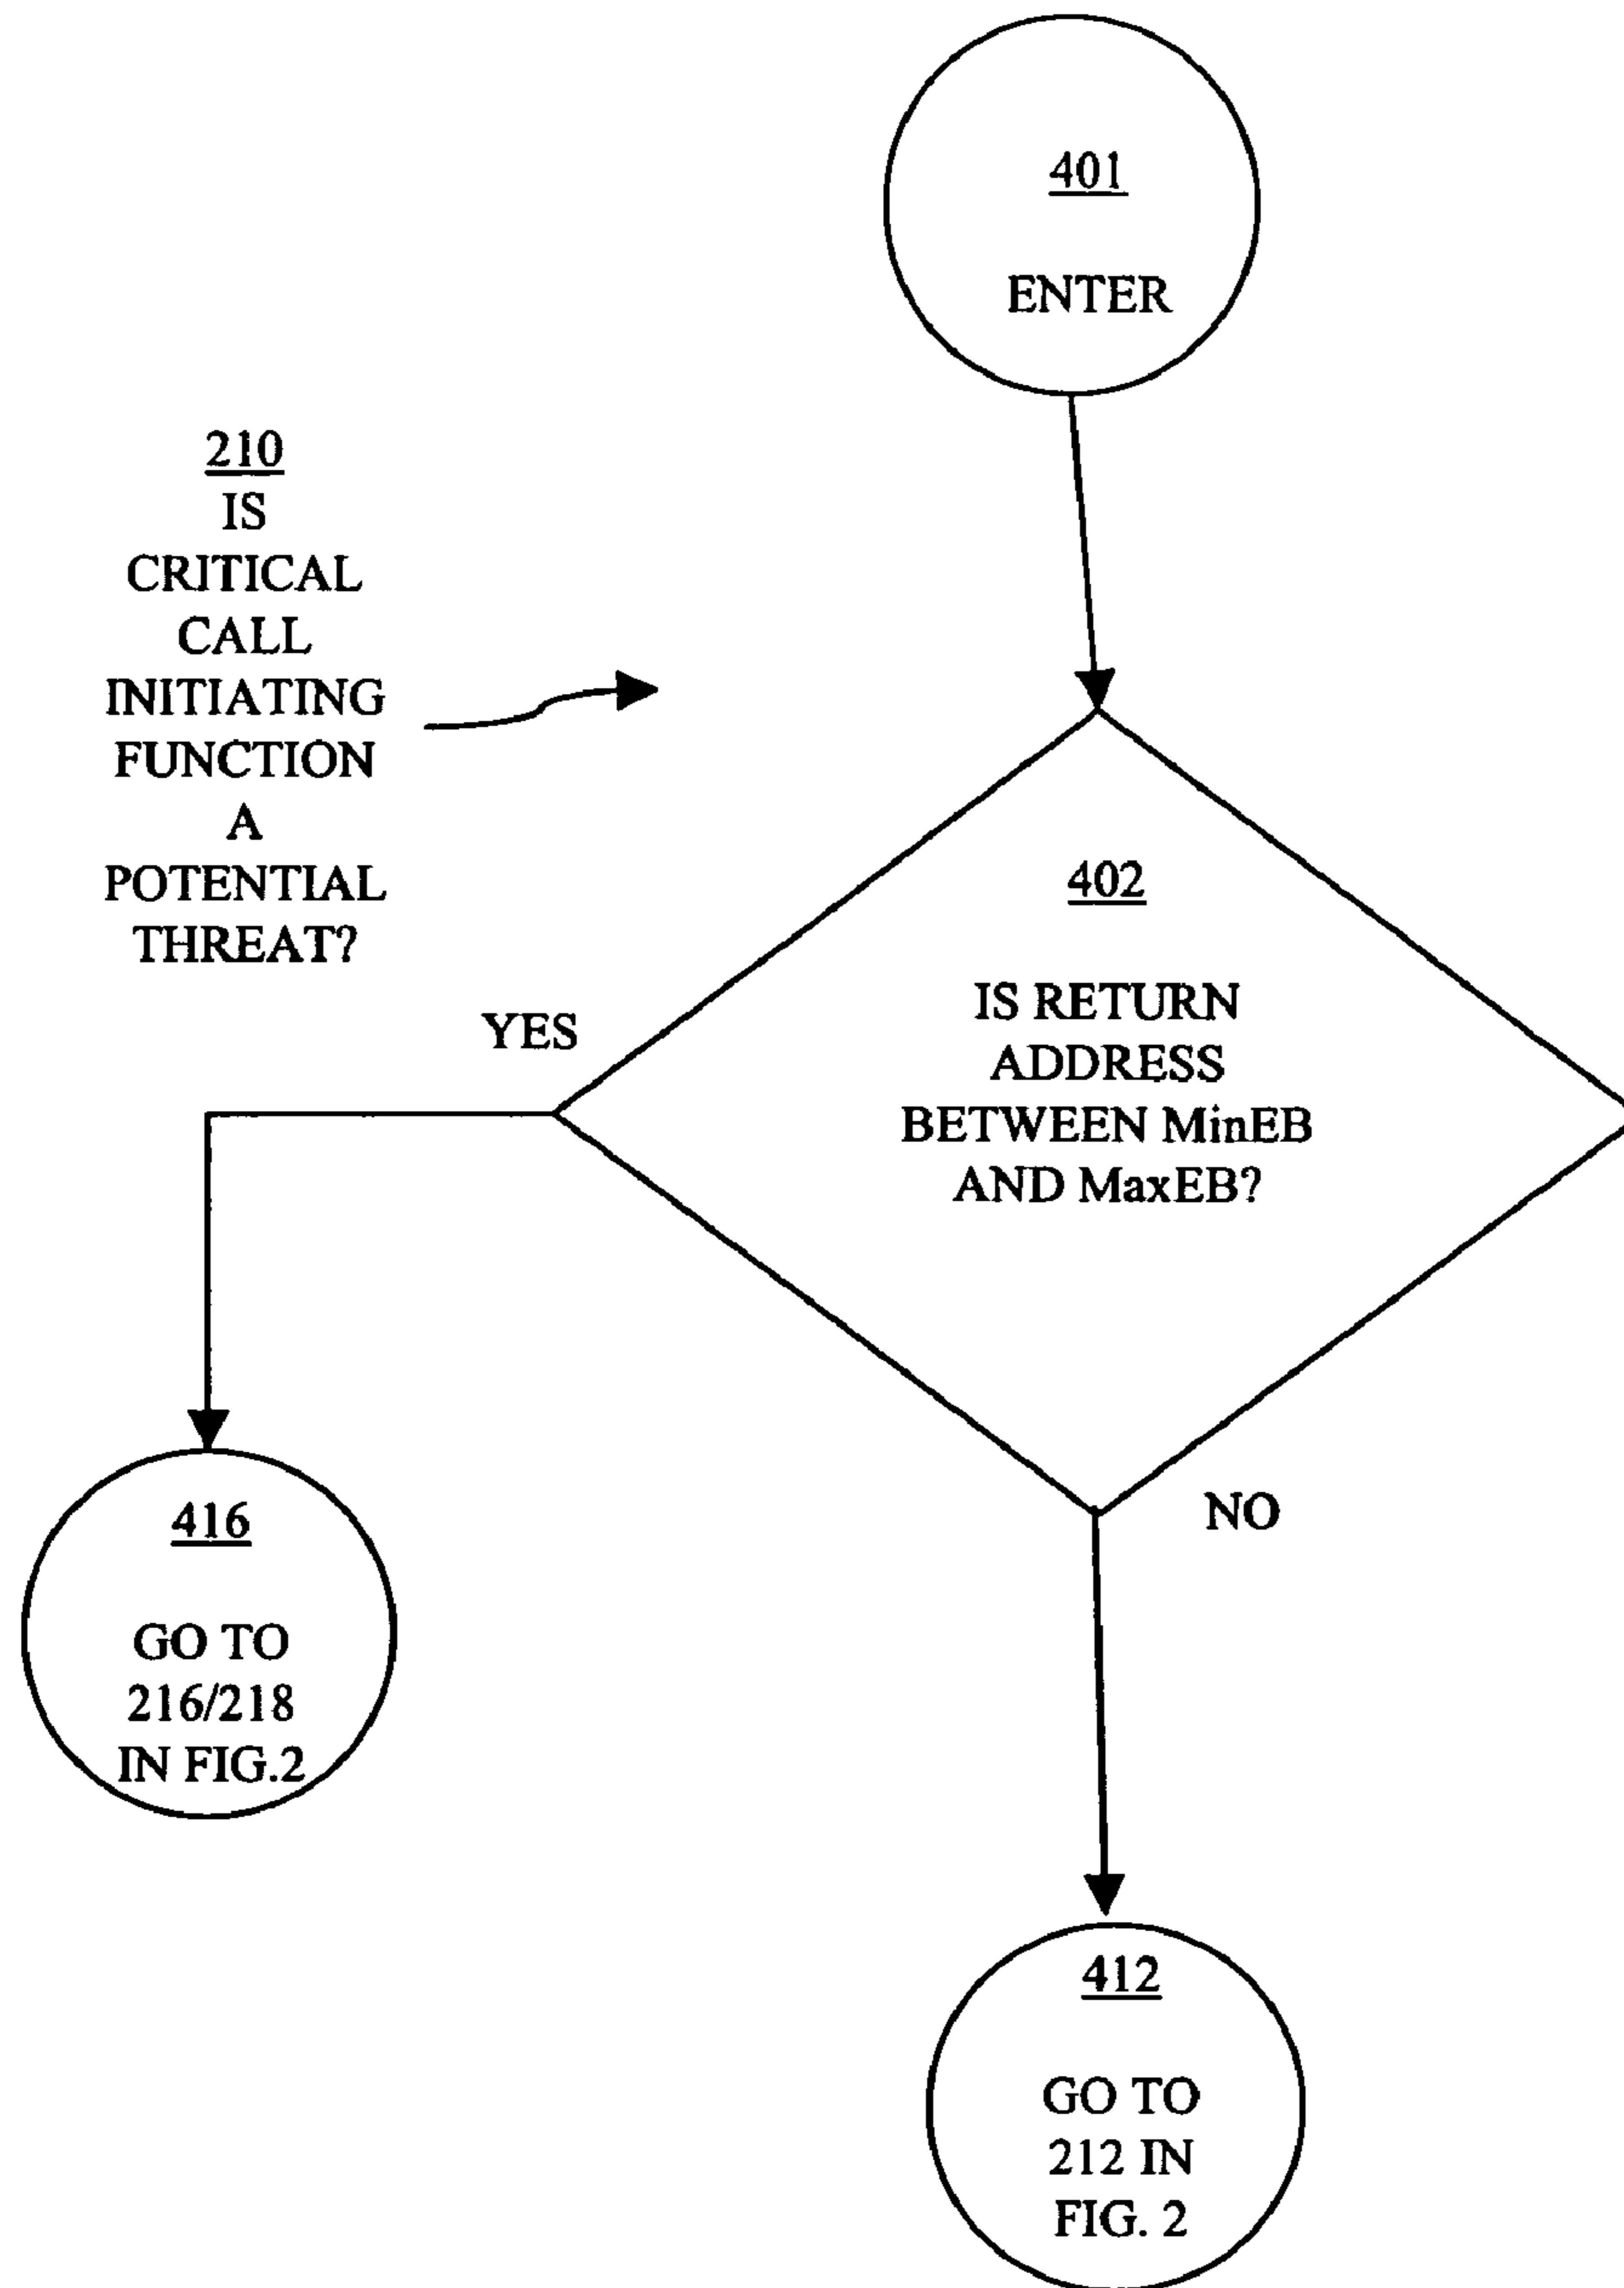 401
ENTER
210
IS
CRITICAL
CALL
INITIATING
FUNCTION
A
POTENTIAL
THREAT?
402
IS RETURN
ADDRESS
BETWEEN MinEB
AND MaxEB?
YES
NO
416
GO TO
216/218
IN FIG.2
412
GO TO
212 IN
FIG. 2